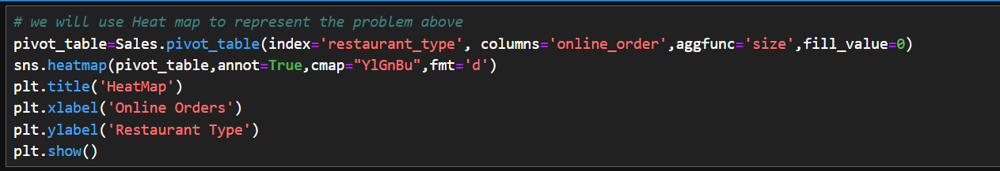 # we will use Heat map to represent the problem above
pivot_table=Sales.pivot_table(index='restaurant_type', columns='online_order',aggfunc='size',fill_value=0)
sns.heatmap(pivot_table,annot=True,cmap="YlGnBu",fmt='d')
plt.title('HeatMap')
plt.xlabel('Online Orders')
plt.ylabel('Restaurant Type')
plt.show()